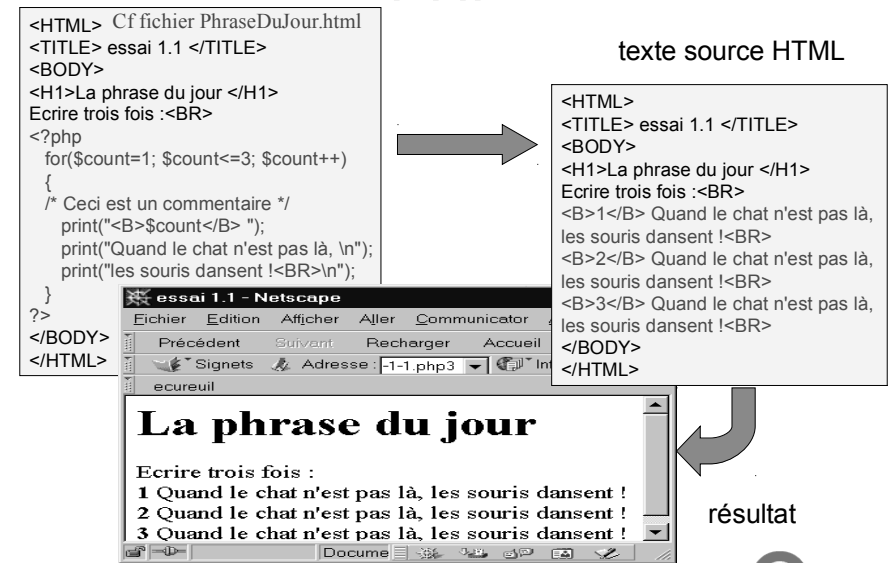 <HTML> Cf fichier PhraseDuJour.html
<TITLE> essai 1.1 </TITLE>
<BODY>
<H1>La phrase du jour </H1>
Ecrire trois fois :<BR>
<?php
for($count=1; $count<=3; $count++)
{
/* Ceci est un commentaire */
print("<B>$count</B> ");
print("Quand le chat n'est pas là, \n");
print("les souris dansent !<BR>\n");
}
?>
</BODY>
</HTML>
texte source HTML
<HTML>
<TITLE> essai 1.1 </TITLE>
<BODY>
<H1>La phrase du jour </H1>
Ecrire trois fois :<BR>
<B>1</B> Quand le chat n'est pas là,
les souris dansent !<BR>
<B>2</B> Quand le chat n'est pas là,
les souris dansent !<BR>
<B>3</B> Quand le chat n'est pas là,
les souris dansent !<BR>
</BODY>
</HTML>
essai 1.1 - Netscape
Fichier Edition Afficher Aller Communicator
Précédent Suivant Recharger Accueil
Signets Adresse : -1-1.php3 Int
ecureuil
La phrase du jour
Ecrire trois fois :
1 Quand le chat n'est pas là, les souris dansent !
2 Quand le chat n'est pas là, les souris dansent !
3 Quand le chat n'est pas là, les souris dansent !
Docume
résultat